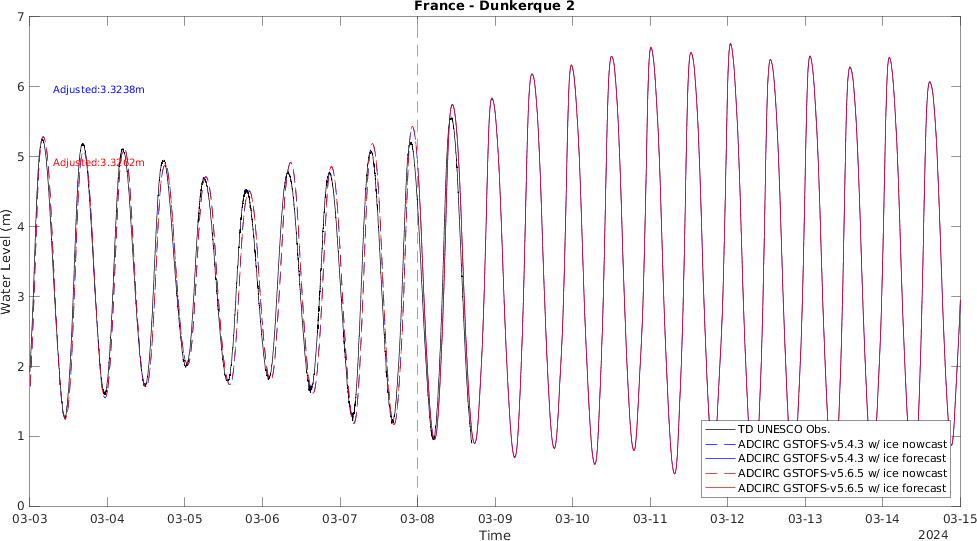 France - Dunkerque 2
7
6
5
4
3
2
1
0
Water Level (m)
Adjusted:3.3238m
Adjusted:3.3262m
TD UNESCO Obs.
ADCIRC GSTOFS-v5.4.3 w/ ice nowcast
ADCIRC GSTOFS-v5.4.3 w/ ice forecast
ADCIRC GSTOFS-v5.6.5 w/ ice nowcast
ADCIRC GSTOFS-v5.6.5 w/ ice forecast
03-03 03-04 03-05 03-06 03-07 03-08 03-09 03-10 03-11 03-12 03-13 03-14 03-15
Time
2024